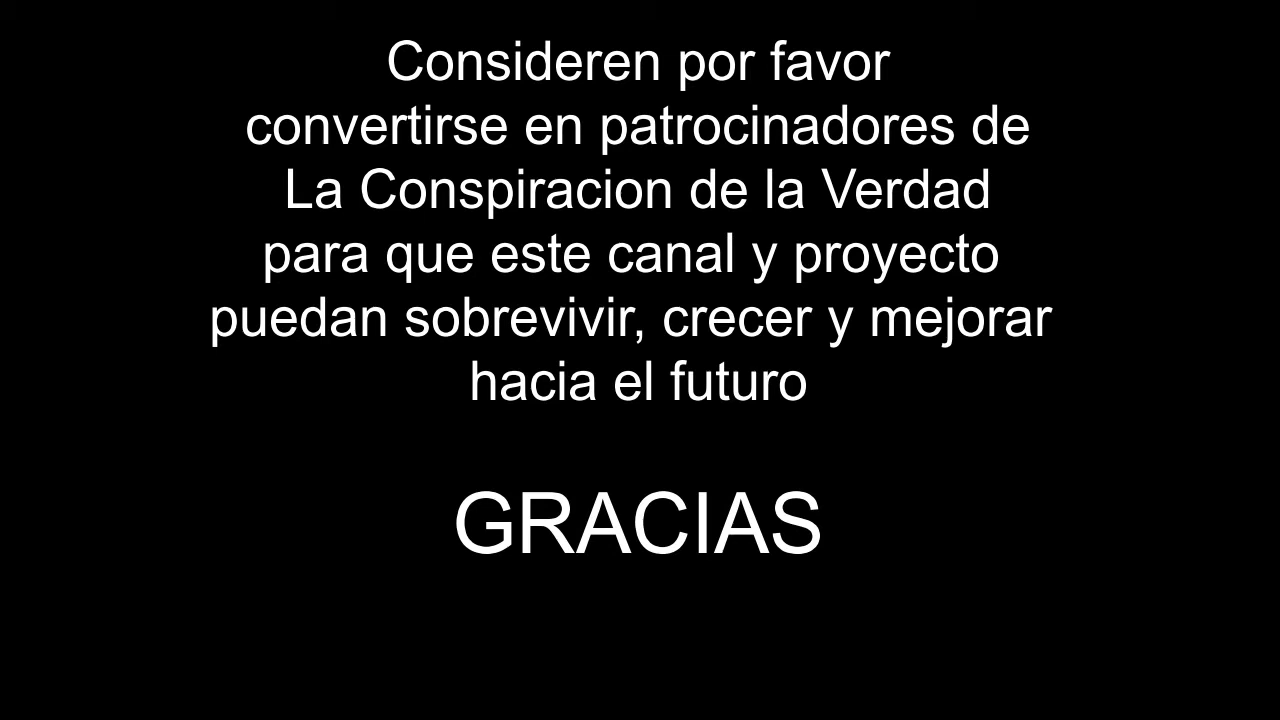 Consideren por favor
convertirse en patrocinadores de
La Conspiracion de la Verdad
para que este canal y proyecto
puedan sobrevivir, crecer y mejorar
hacia el futuro
GRACIAS